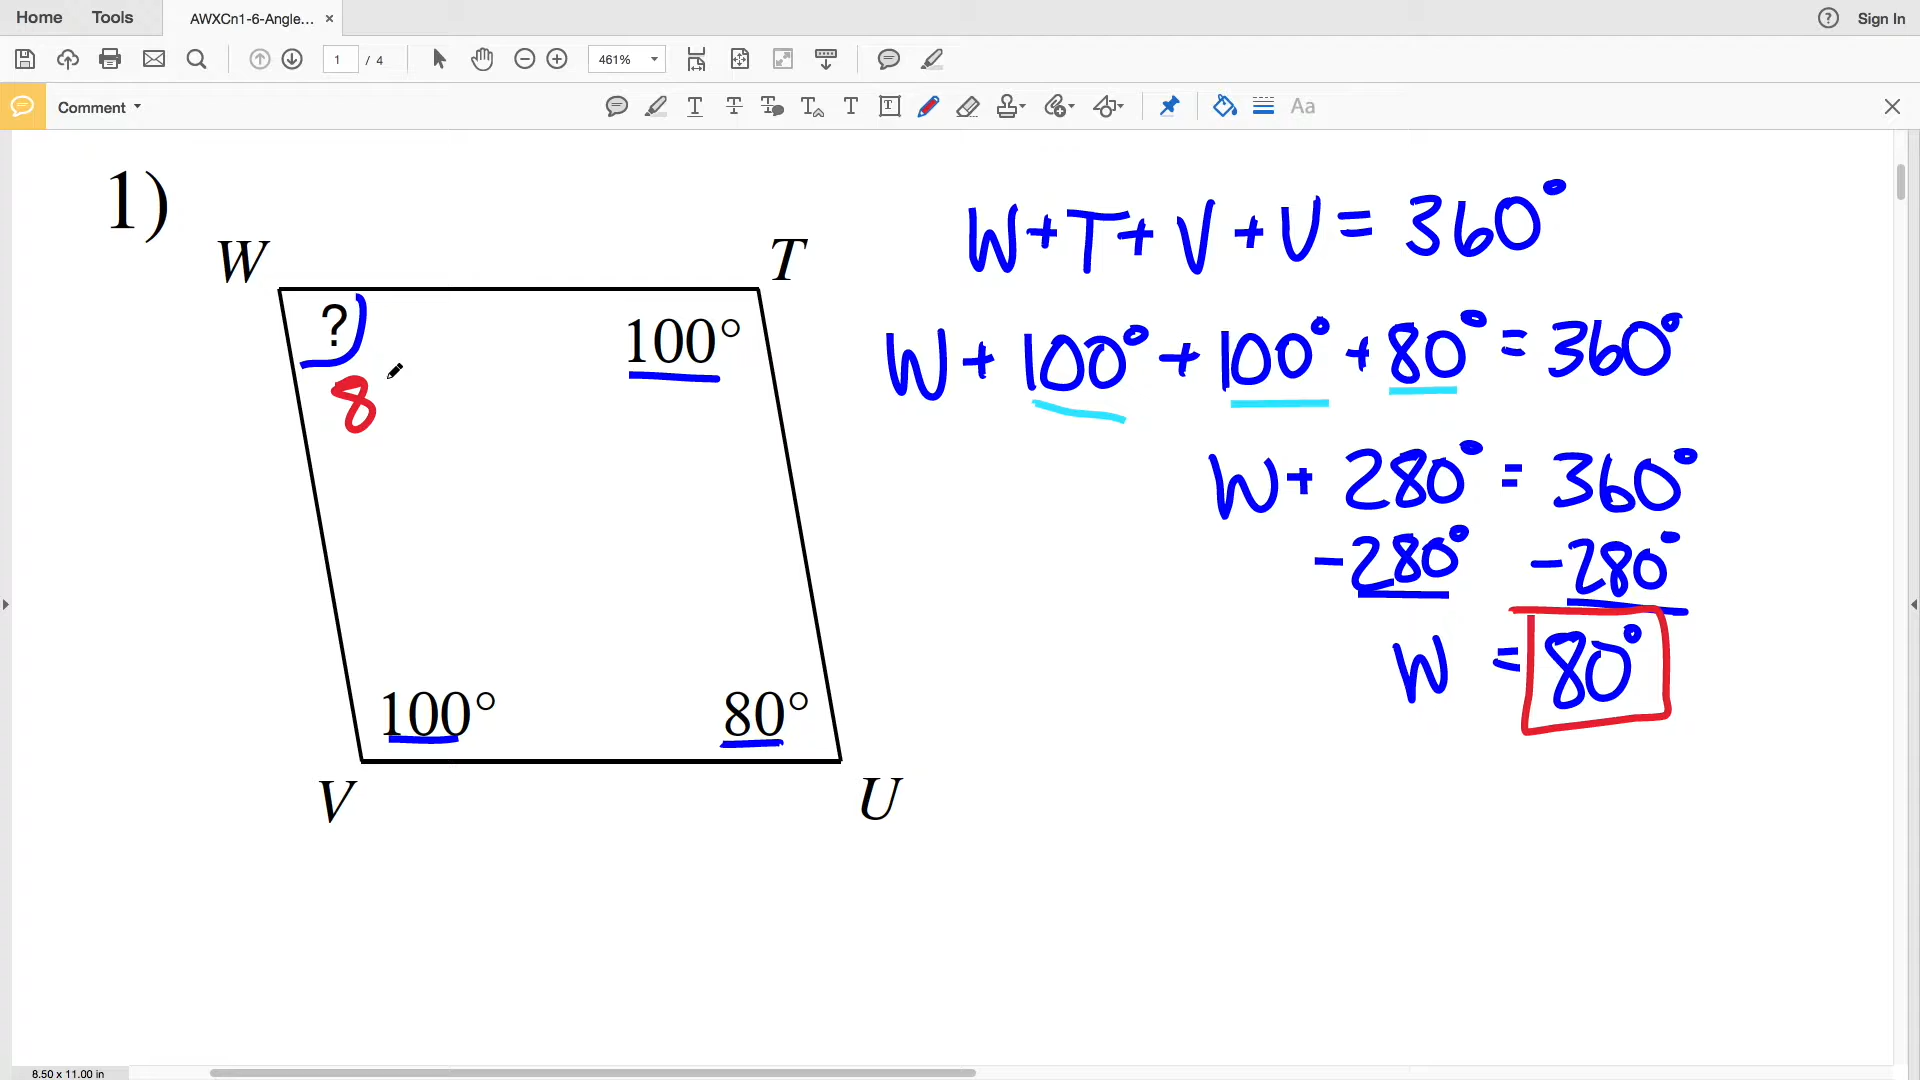 Home Tools AWXCn1-6-Angle... × ? Sign In
1 / 4 461%
Comment T T T T T T Aa
1)
W T
? 100°
8
100° 80°
V U
W+T+V+U=360°
W+100°+100°+80°=360°
W+280°=360°
-280° -280°
W =80°
8.50 x 11.00 in